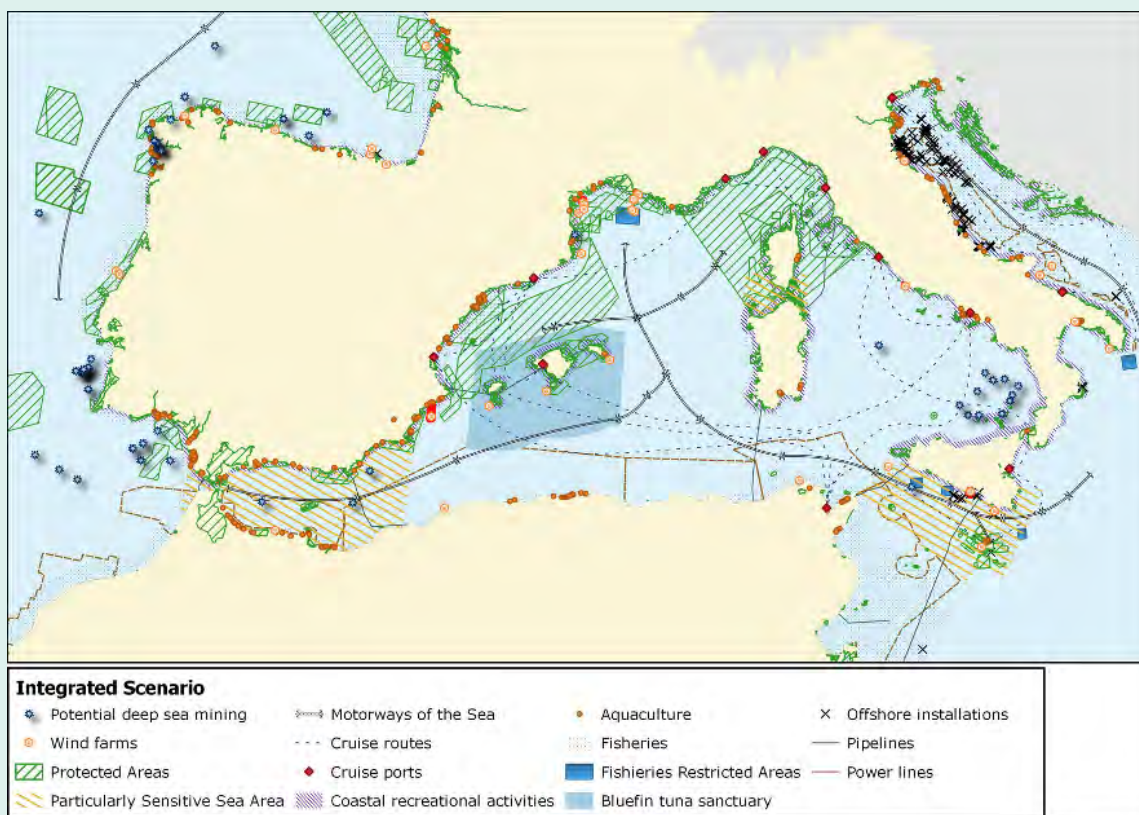 Integrated Scenario
Potential deep sea mining
Motorways of the Sea
Aquaculture
Offshore installations
Wind farms
Cruise routes
Fisheries
Pipelines
Protected Areas
Cruise ports
Fishieries Restricted Areas
Power lines
Particularly Sensitive Sea Area
Coastal recreational activities
Bluefin tuna sanctuary